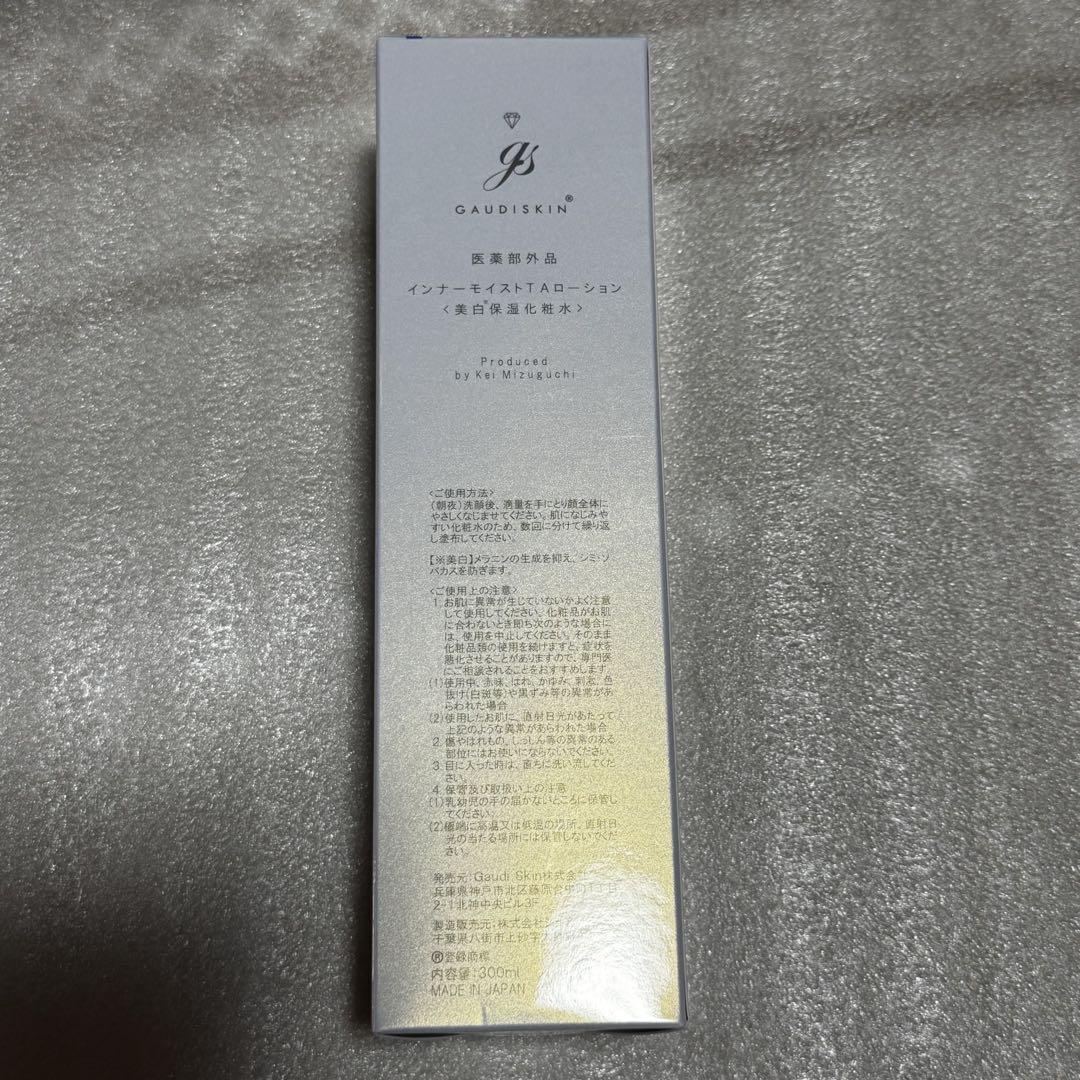 gs
GAUDISKIN®
医薬部外品
インナーモイストTAローション
<美白※保湿化粧水>
Produced
by Kei Mizuguchi
<ご使用方法>
(朝夜)洗顔後、適量を手にとり顔全体に
やさしくなじませてください。肌になじみや
すい化粧水のため、数回に分けて繰り返
し塗布してください。
【※美白】メラニンの生成を抑え、シミ・ソ
バカスを防ぎます。
<ご使用上の注意>
1. お肌に異常が生じていないかよく注意
して使用してください。化粧品がお肌
に合わないとき即ち次のような場合に
は、使用を中止してください。そのまま
化粧品類の使用を続けますと、症状を
悪化させることがありますので、専門医
にご相談されることをおすすめします。
(1)使用中、赤味、はれ、かゆみ、刺激、色
抜け(白斑等)や黒ずみ等の異常があ
らわれた場合
(2)使用したお肌に、直射日光があたって
上記のような異常があらわれた場合
2. 傷やはれもの、しっしん等の異常のある
部位にはお使いにならないでください。
3. 目に入った時は、直ちに洗い流してくだ
さい。
4. 保管及び取扱い上の注意
(1)乳幼児の手の届かないところに保管し
てください。
(2)極端に高温又は低温の場所、直射日
光の当たる場所には保管しないでくだ
さい。
発売元:Gaudi Skin株式会社
兵庫県神戸市北区藤原台中町1丁目
2-1北神中央ビル3F
製造販売元:株式会社
千葉県八街市上砂字
®登録商標
内容量:300ml
MADE IN JAPAN